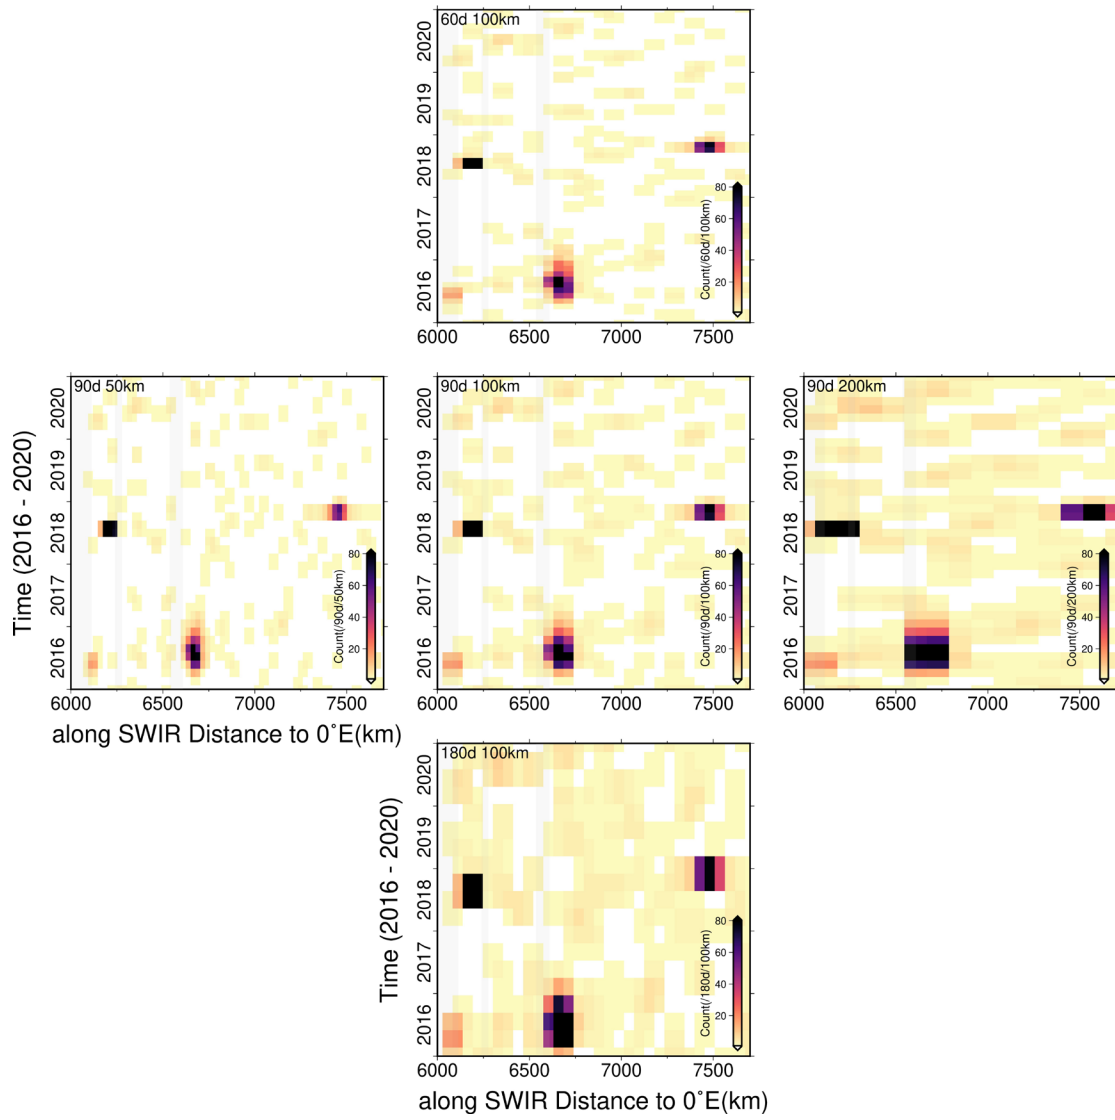 60d 100km
2020
2019
2018
2017
2016
80
60
40
20
Count(/60d/100km)
6000 6500 7000 7500
90d 50km
2020
2019
2018
2017
2016
Time (2016 - 2020)
80
60
40
20
Count(/90d/50km)
6000 6500 7000 7500
along SWIR Distance to 0˚E(km)
90d 100km
2020
2019
2018
2017
2016
80
60
40
20
Count(/90d/100km)
6000 6500 7000 7500
90d 200km
2020
2019
2018
2017
2016
80
60
40
20
Count(/90d/200km)
6000 6500 7000 7500
180d 100km
2020
2019
2018
2017
2016
Time (2016 - 2020)
80
60
40
20
Count(/180d/100km)
6000 6500 7000 7500
along SWIR Distance to 0˚E(km)